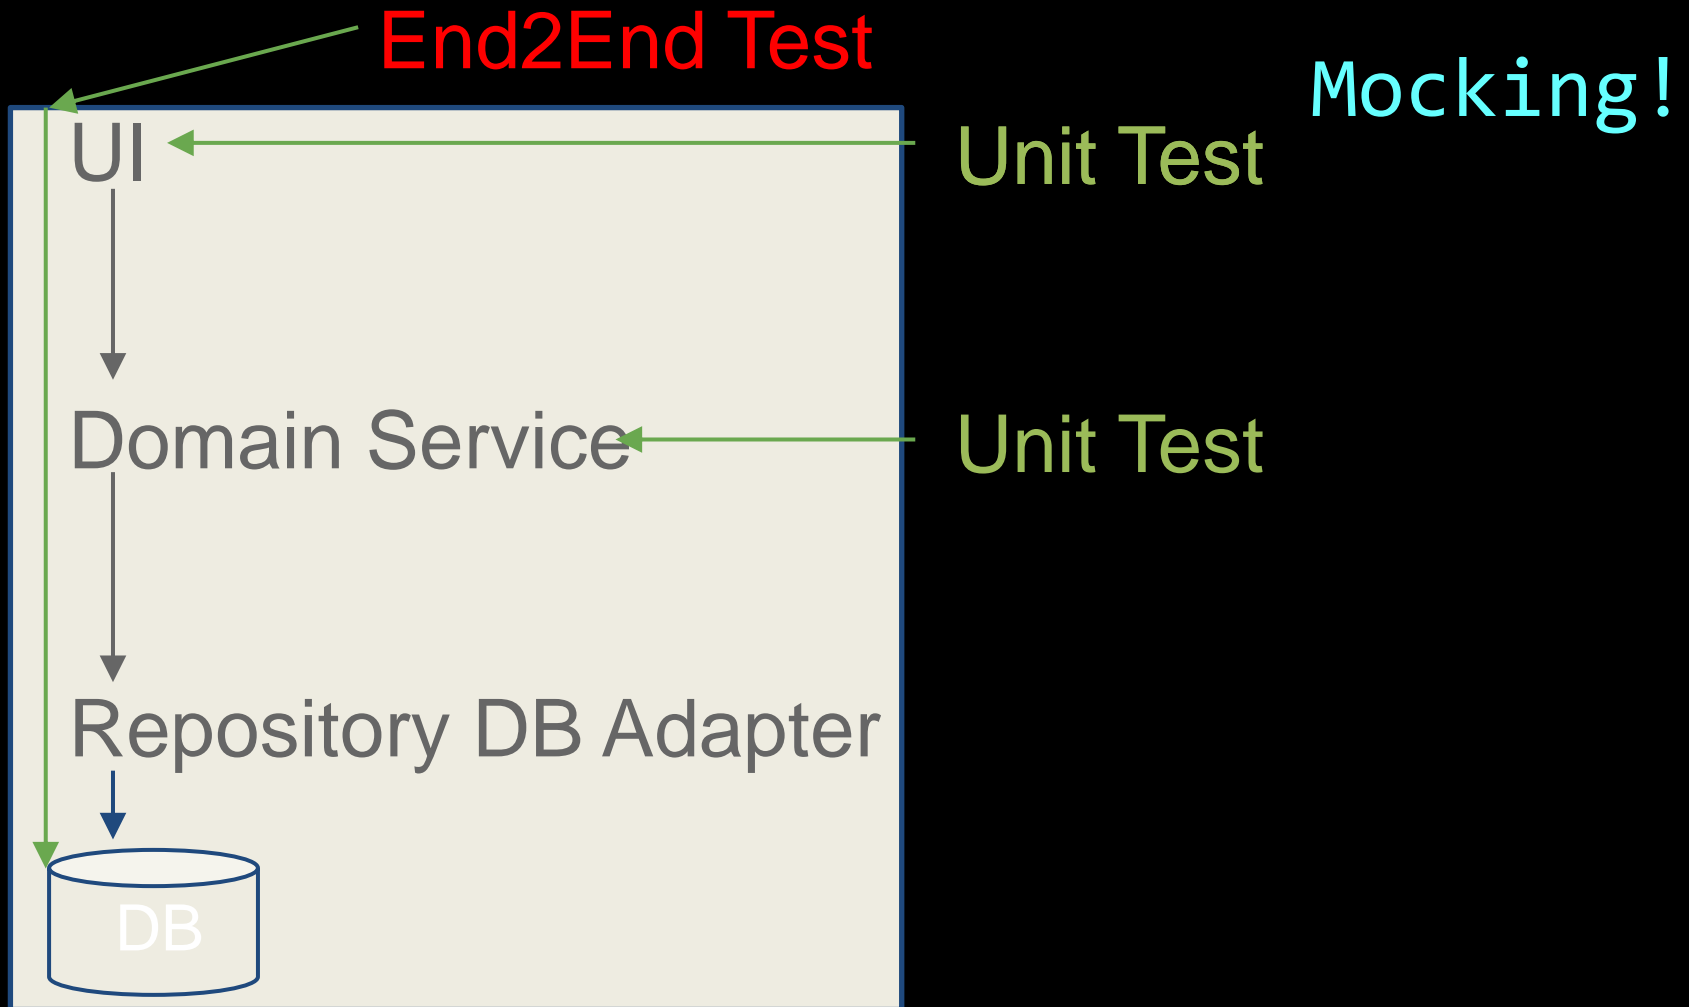 End2End Test
Mocking!
UI
Unit Test
Domain Service
Unit Test
Repository DB Adapter
DB